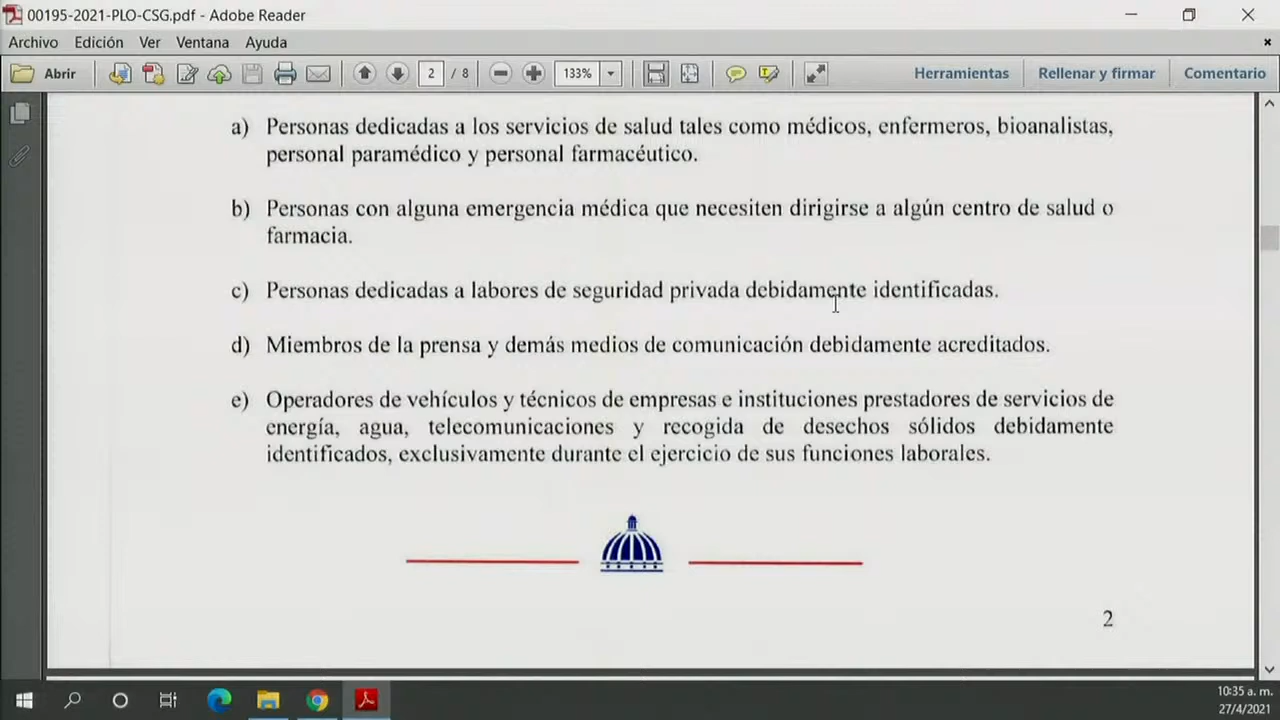 00195-2021-PLO-CSG.pdf - Adobe Reader
Archivo Edición Ver Ventana Ayuda
Abrir 2 / 8 133% Herramientas Rellenar y firmar Comentario
a) Personas dedicadas a los servicios de salud tales como médicos, enfermeros, bioanalistas,
personal paramédico y personal farmacéutico.
b) Personas con alguna emergencia médica que necesiten dirigirse a algún centro de salud o
farmacia.
c) Personas dedicadas a labores de seguridad privada debidamente identificadas.
d) Miembros de la prensa y demás medios de comunicación debidamente acreditados.
e) Operadores de vehículos y técnicos de empresas e instituciones prestadores de servicios de
energía, agua, telecomunicaciones y recogida de desechos sólidos debidamente
identificados, exclusivamente durante el ejercicio de sus funciones laborales.
2
10:35 a. m.
27/4/2021